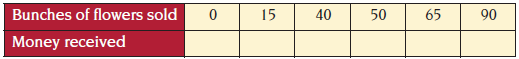 Bunches of flowers sold 0 15 40 50 65 90
Money received